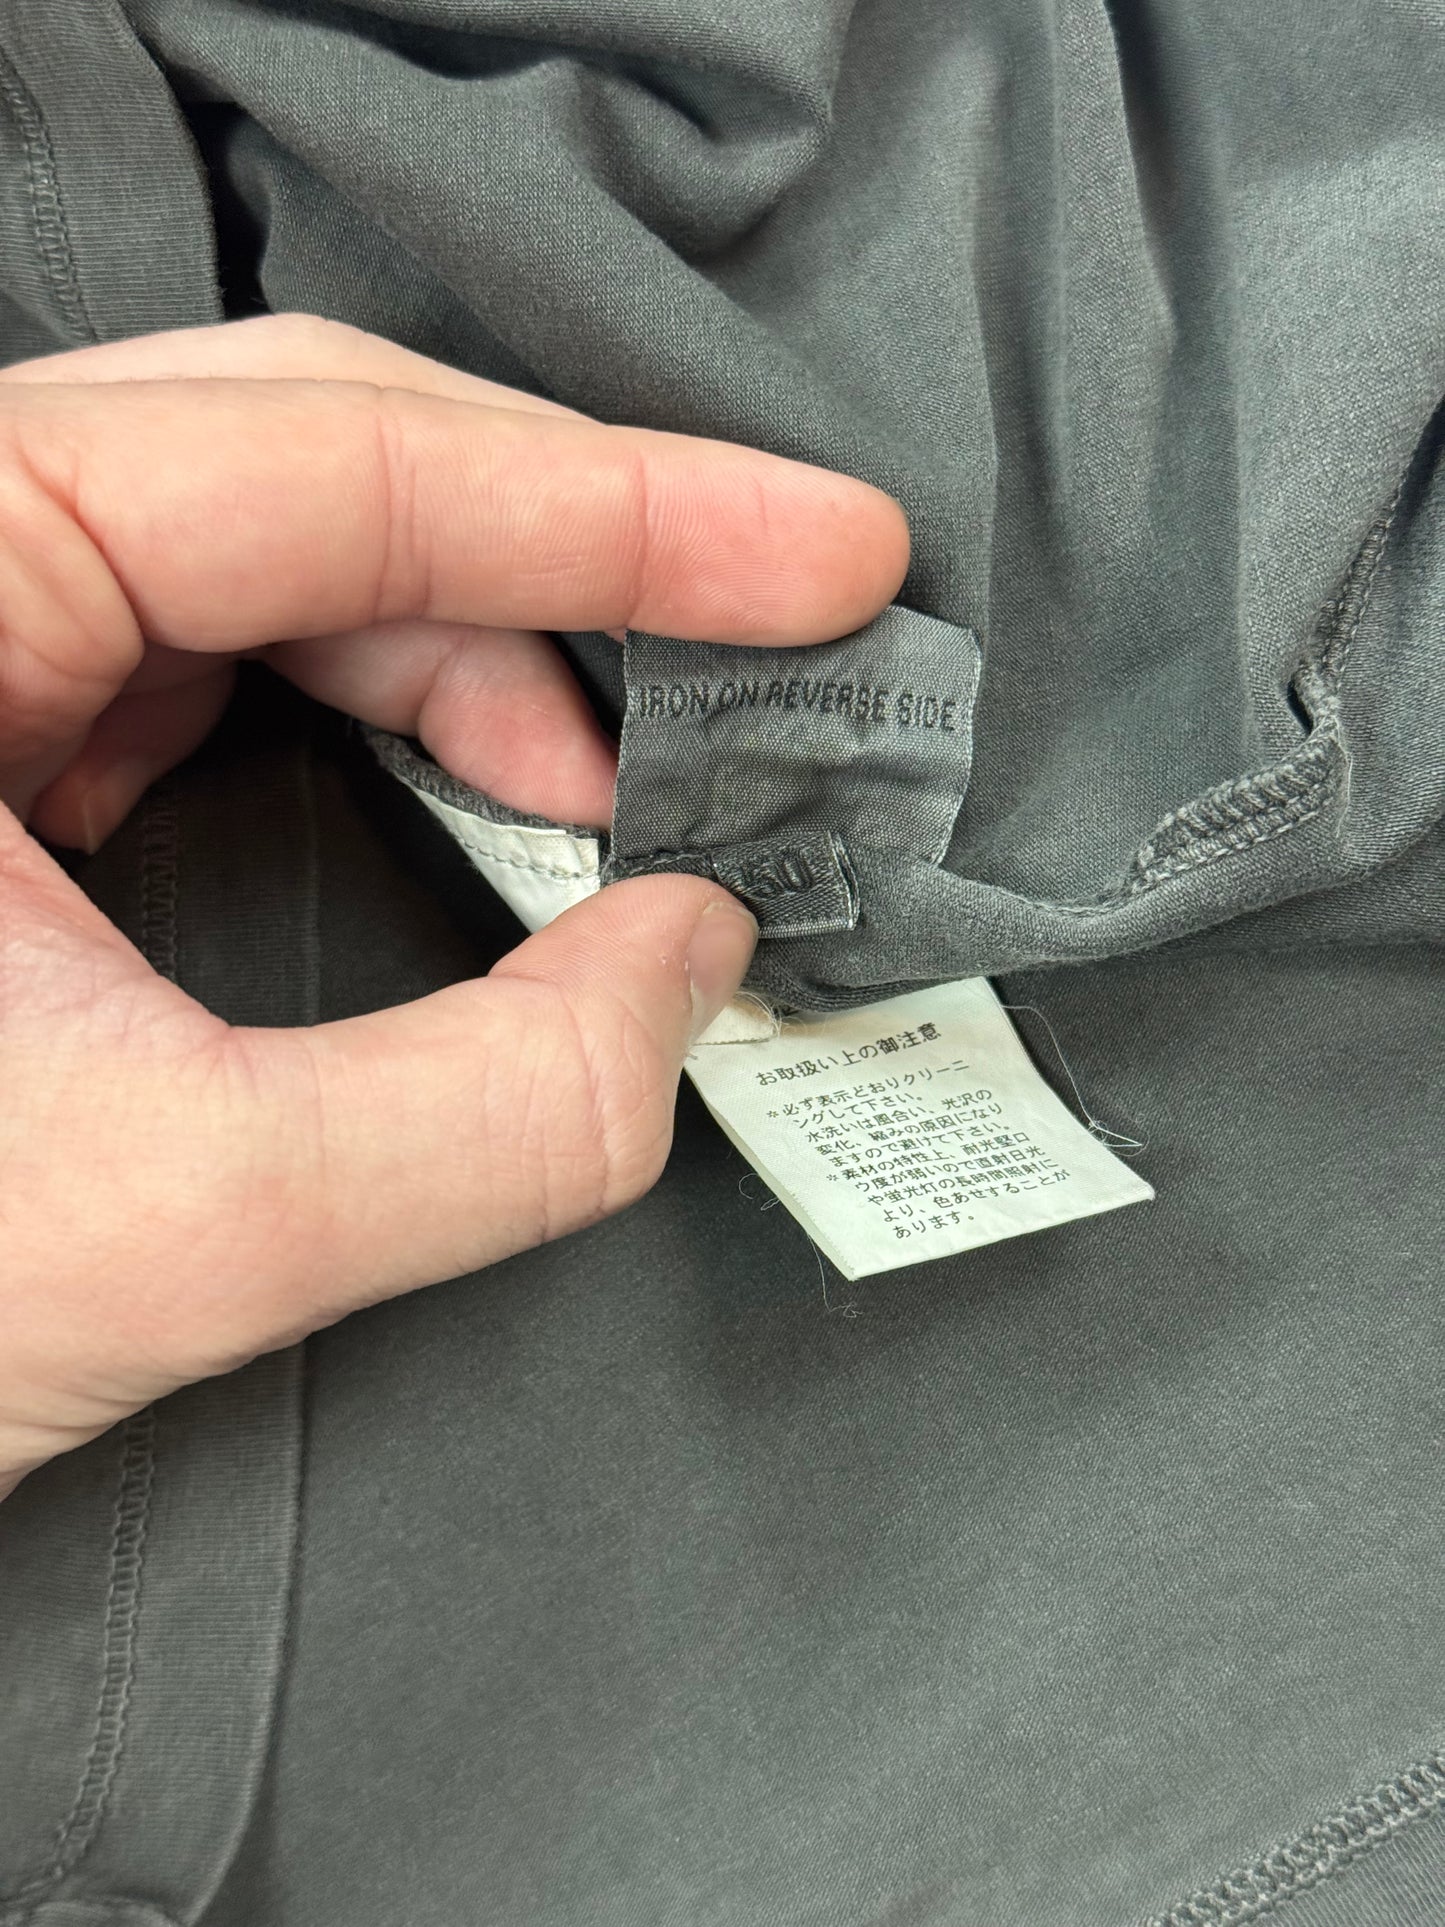 IRON ON REVERSE SIDE
50
お取扱い上の御注意
*必ず表示どおりクリーニ
ングして下さい。
水洗いは風合い、光沢の
変化、縮みの原因になり
ますので避けて下さい。
*素材の特性上、耐光堅ロ
ウ度が弱いので直射日光
や蛍光灯の長時間照射に
より、色あせすることが
あります。